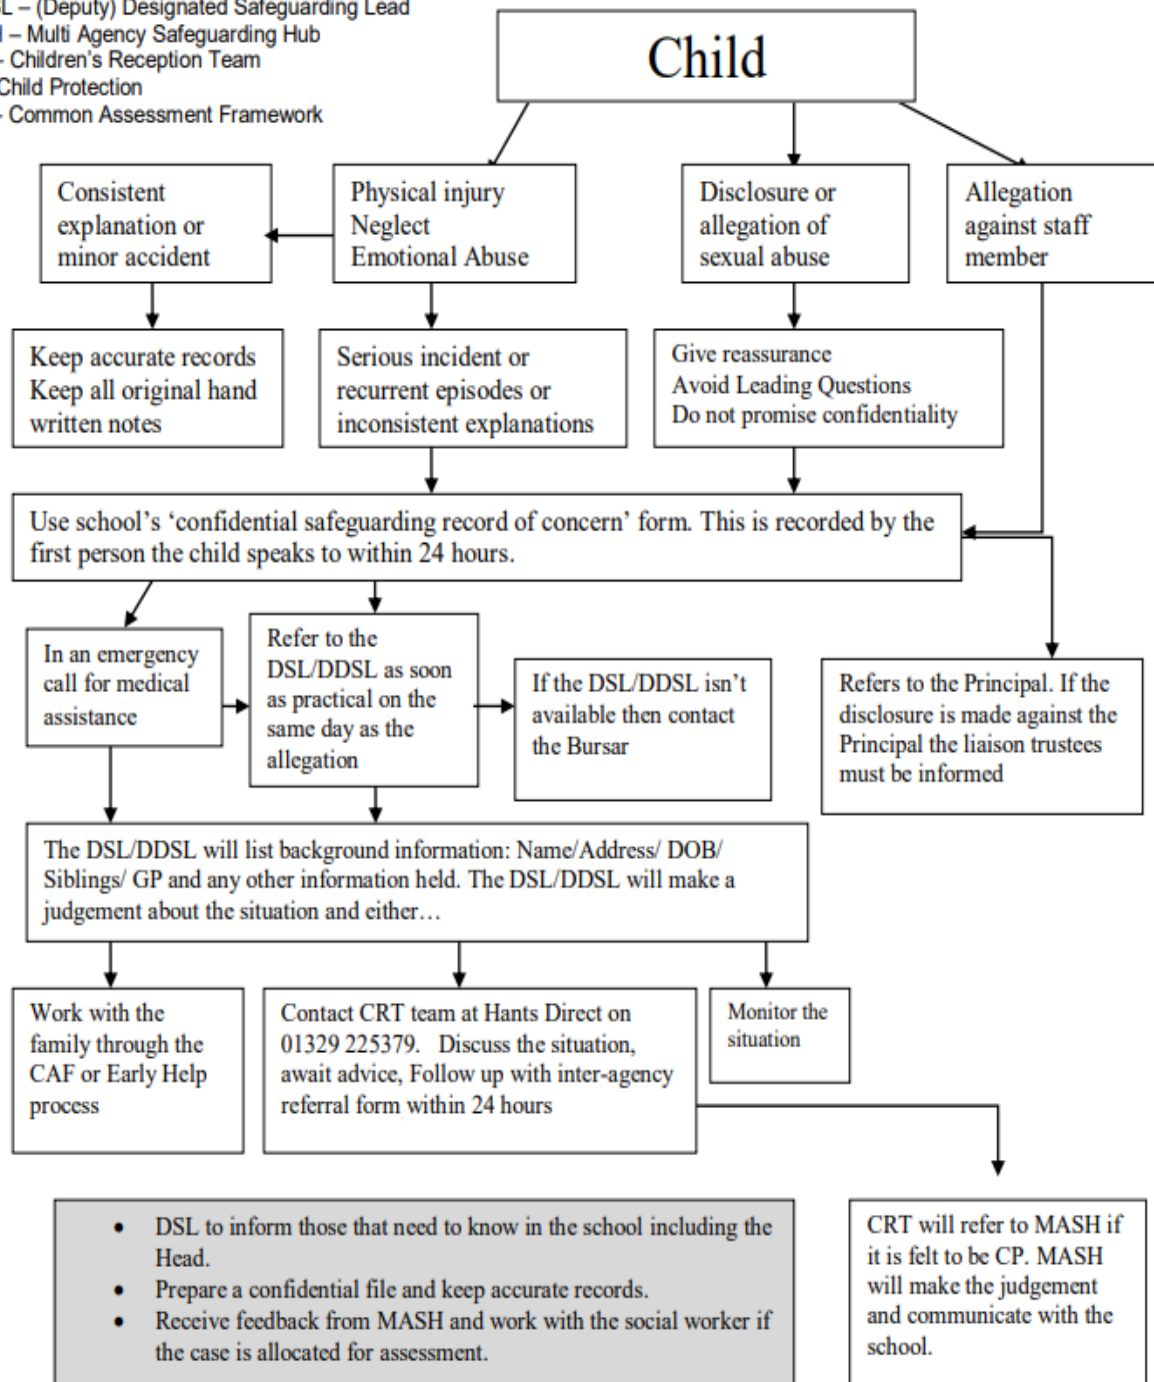 SL – (Deputy) Designated Safeguarding Lead
– Multi Agency Safeguarding Hub
- Children's Reception Team
Child Protection
- Common Assessment Framework
Child
Consistent
explanation or
minor accident
Physical injury
Neglect
Emotional Abuse
Disclosure or
allegation of
sexual abuse
Allegation
against staff
member
Keep accurate records
Keep all original hand
written notes
Serious incident or
recurrent episodes or
inconsistent explanations
Give reassurance
Avoid Leading Questions
Do not promise confidentiality
Use school's ‘confidential safeguarding record of concern’ form. This is recorded by the
first person the child speaks to within 24 hours.
In an emergency
call for medical
assistance
Refer to the
DSL/DDSL as soon
as practical on the
same day as the
allegation
If the DSL/DDSL isn't
available then contact
the Bursar
Refers to the Principal. If the
disclosure is made against the
Principal the liaison trustees
must be informed
The DSL/DDSL will list background information: Name/Address/ DOB/
Siblings/ GP and any other information held. The DSL/DDSL will make a
judgement about the situation and either…
Work with the
family through the
CAF or Early Help
process
Contact CRT team at Hants Direct on
01329 225379.   Discuss the situation,
await advice, Follow up with inter-agency
referral form within 24 hours
Monitor the
situation
• DSL to inform those that need to know in the school including the
Head.
• Prepare a confidential file and keep accurate records.
• Receive feedback from MASH and work with the social worker if
the case is allocated for assessment.
CRT will refer to MASH if
it is felt to be CP. MASH
will make the judgement
and communicate with the
school.